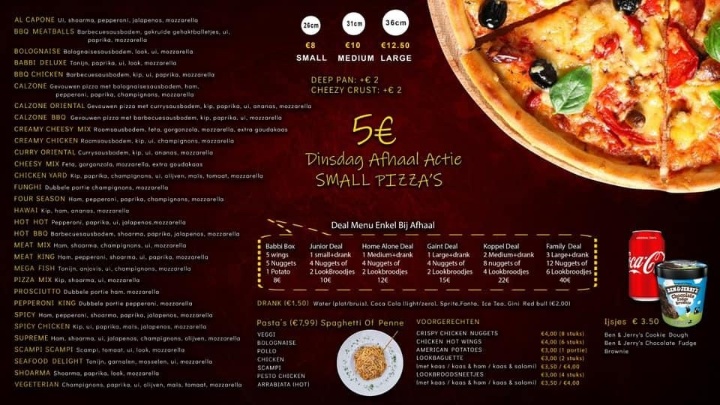 AL CAPONE Ui, shoarma, pepperoni, jalapenos, mozzarella
BBQ MEATBALLS Barbecuesausbodem, gekruide gehaktballetjes, ui,
paprika, mozzarella
BOLOGNAISE Bolognaisesausbodem, look, ui, mozzarella
BABBI DELUXE Tonijn, paprika, ui, look, mozzarella
BBQ CHICKEN Barbecuesausbodem, kip, ui, paprika, mozzarella
CALZONE Gevouwen pizza met bolognaisesausbodem, ham,
pepperoni, paprika, champignons, mozzarella
CALZONE ORIENTAL Gevouwen pizza met currysausbodem, kip, paprika, ui, ananas, mozzarella
CALZONE BBQ Gevouwen pizza met barbecuesausbodem, kip, paprika, ui, mozzarella
CREAMY CHEESY MIX Roomsausbodem, feta, gorgonzola, mozzarella, extra goudakaas
CREAMY CHICKEN Roomsausbodem, kip, ui, champignons, mozzarella
CURRY ORIENTAL Currysausbodem, kip, ui, ananas, mozzarella
CHEESY MIX Feta, gorgonzola, mozzarella, extra goudakaas
CHICKEN YARD Kip, paprika, champignons, ui, olijven, maïs, tomaat, mozzarella
FUNGHI Dubbele portie champignons, mozzarella
FOUR SEASON Ham, pepperoni, paprika, champignons, mozzarella
HAWAI Kip, ham, ananas, mozzarella
HOT HOT Pepperoni, paprika, ui, jalapenos, mozzarella
HOT BBQ Barbecuesausbodem, shoarma, paprika, ui, jalapenos, mozzarella
MEAT MIX Ham, shoarma, champignons, ui, mozzarella
MEAT KING Ham, pepperoni, shoarma, paprika, ui, mozzarella
MEGA FISH Tonijn, ansjovis, ui, champignons, mozzarella
PIZZA MIX Kip, shoarma, ui, mozzarella
PROSCIUTTO Dubbele portie ham, mozzarella
PEPPERONI KING Dubbele portie pepperoni, mozzarella
SPICY Ham, pepperoni, paprika, ui, jalapenos, mozzarella
SPICY CHICKEN Kip, ui, paprika, maïs, jalapenos, mozzarella
SUPREME Ham, shoarma, ui, jalapenos, champignons, olijven, mozzarella
SCAMPI SCAMPI Scampi, tomaat, ui, look, mozzarella
SEAFOOD DELIGHT Tonijn, garnalen, mosselen, ui, mozzarella
SHOARMA Shoarma, paprika, look, mozzarella
VEGETERIAN Champignons, paprika, ui, olijven, maïs, tomaat, mozzarella
26cm 31cm 36cm
€8 €10 €12.50
SMALL MEDIUM LARGE
DEEP PAN: +€ 2
CHEEZY CRUST: +€ 2
5€
Dinsdag Afhaal Actie
SMALL PIZZA'S
Deal Menu Enkel Bij Afhaal
Babbi Box
5 wings
5 Nuggets
1 Potato
8€
Junior Deal
1 small+drank
4 Nuggets of
2 LookBroodjes
10€
Home Alone Deal
1 Medium+drank
4 Nuggets of
2 LookBroodjes
12€
Gaint Deal
1 Large+drank
4 Nuggets of
2 LookBroodjes
15€
Koppel Deal
2 Medium+drank
8 nuggets of
4 LookBroodjes
22€
Family Deal
3 Large+drank
12 Nuggets of
6 LookBroodjes
40€
DRANK (€1,50) Water (plat/bruis), Coca Cola (light/zero), Sprite, Fanta, Ice Tea, Gini Red bull (€2,00)
Pasta's (€7,99) Spaghetti Of Penne
VEGGI
BOLOGNAISE
POLLO
CHICKEN
SCAMPI
PESTO CHICKEN
ARRABIATA (HOT)
VOORGERECHTEN
CRISPY CHICKEN NUGGETS €4,00 (8 stuks)
CHICKEN HOT WINGS €4,00 (6 stuks)
AMERICAN POTATOES €3,00 (1 portie)
LOOKBAGUETTE €3,00 (2 stuks)
(met kaas / kaas & ham / kaas & salami) €3,50 / €4,00
LOOKBROODSNEETJES €3,00 (4 stuks)
(met kaas / kaas & ham / kaas & salami) €3,50 / €4,00
Coca-Cola
BEN & JERRY'S
Ijsjes € 3.50
Ben & Jerry's Cookie Dough
Ben & Jerry's Chocolate Fudge
Brownie